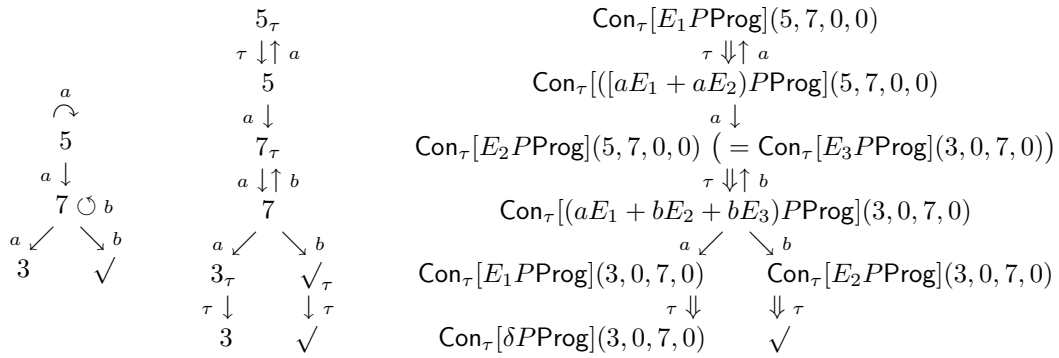 5τ Conτ[E1PProg](5, 7, 0, 0)
τ ↓↑ a τ ⇓↑ a
a 5 Conτ[([aE1 + aE2)PProg](5, 7, 0, 0)
↷ a ↓ a ↓
5 7τ Conτ[E2PProg](5, 7, 0, 0) ( = Conτ[E3PProg](3, 0, 7, 0))
a ↓ a ↓↑ b τ ⇓↑ b
7 ↺ b 7 Conτ[(aE1 + bE2 + bE3)PProg](3, 0, 7, 0)
a ↙ ↘ b a ↙ ↘ b a ↙ ↘ b
3 √ 3τ √τ Conτ[E1PProg](3, 0, 7, 0) Conτ[E2PProg](3, 0, 7, 0)
τ ↓ ↓ τ τ ⇓ ⇓ τ
3 √ Conτ[δPProg](3, 0, 7, 0) √